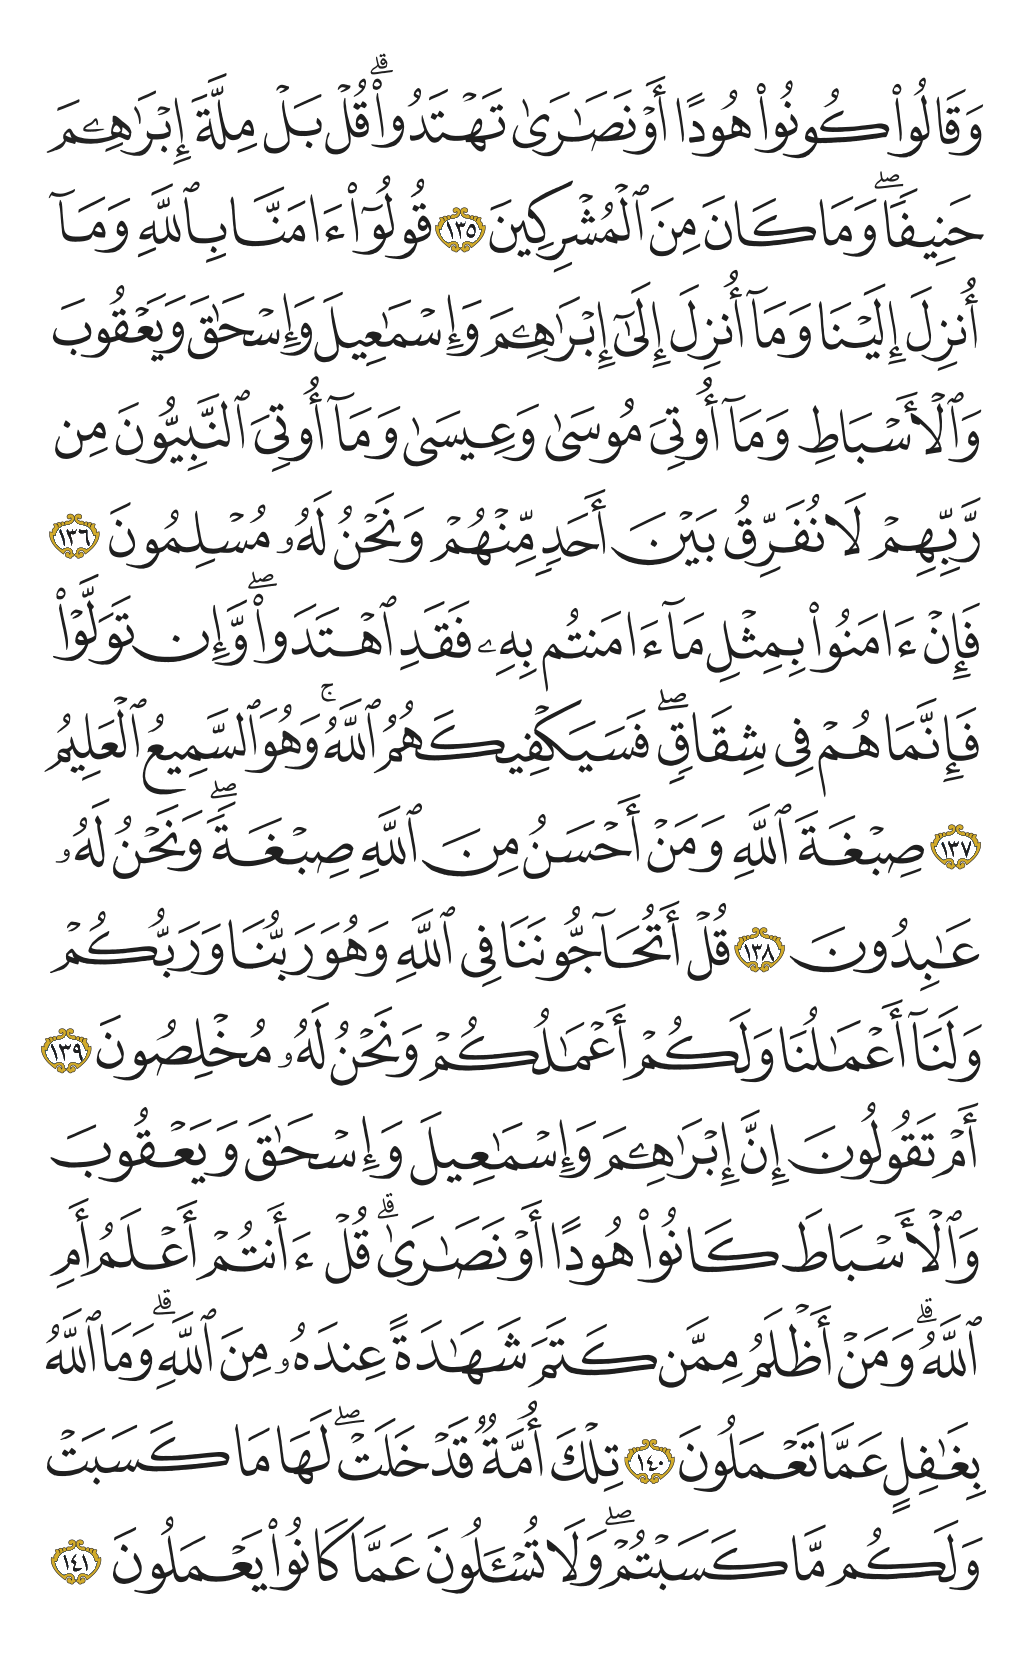 وَقَالُوا۟ كُونُوا۟ هُودًا أَوْ نَصَـٰرَىٰ تَهْتَدُوا۟ ۗ قُلْ بَلْ مِلَّةَ إِبْرَٰهِـۧمَ
حَنِيفًا ۖ وَمَا كَانَ مِنَ ٱلْمُشْرِكِينَ ١٣٥ قُولُوٓا۟ ءَامَنَّا بِٱللَّهِ وَمَآ
أُنزِلَ إِلَيْنَا وَمَآ أُنزِلَ إِلَىٰٓ إِبْرَٰهِـۧمَ وَإِسْمَـٰعِيلَ وَإِسْحَـٰقَ وَيَعْقُوبَ
وَٱلْأَسْبَاطِ وَمَآ أُوتِىَ مُوسَىٰ وَعِيسَىٰ وَمَآ أُوتِىَ ٱلنَّبِيُّونَ مِن
رَّبِّهِمْ لَا نُفَرِّقُ بَيْنَ أَحَدٍ مِّنْهُمْ وَنَحْنُ لَهُۥ مُسْلِمُونَ ١٣٦
فَإِنْ ءَامَنُوا۟ بِمِثْلِ مَآ ءَامَنتُم بِهِۦ فَقَدِ ٱهْتَدَوا۟ ۖ وَّإِن تَوَلَّوْا۟
فَإِنَّمَا هُمْ فِى شِقَاقٍ ۖ فَسَيَكْفِيكَهُمُ ٱللَّهُ ۚ وَهُوَ ٱلسَّمِيعُ ٱلْعَلِيمُ
١٣٧ صِبْغَةَ ٱللَّهِ وَمَنْ أَحْسَنُ مِنَ ٱللَّهِ صِبْغَةً ۖ وَنَحْنُ لَهُۥ
عَـٰبِدُونَ ١٣٨ قُلْ أَتُحَآجُّونَنَا فِى ٱللَّهِ وَهُوَ رَبُّنَا وَرَبُّكُمْ
وَلَنَآ أَعْمَـٰلُنَا وَلَكُمْ أَعْمَـٰلُكُمْ وَنَحْنُ لَهُۥ مُخْلِصُونَ ١٣٩
أَمْ تَقُولُونَ إِنَّ إِبْرَٰهِـۧمَ وَإِسْمَـٰعِيلَ وَإِسْحَـٰقَ وَيَعْقُوبَ
وَٱلْأَسْبَاطَ كَانُوا۟ هُودًا أَوْ نَصَـٰرَىٰ ۗ قُلْ ءَأَنتُمْ أَعْلَمُ أَمِ
ٱللَّهُ ۗ وَمَنْ أَظْلَمُ مِمَّن كَتَمَ شَهَـٰدَةً عِندَهُۥ مِنَ ٱللَّهِ ۗ وَمَا ٱللَّهُ
بِغَـٰفِلٍ عَمَّا تَعْمَلُونَ ١٤٠ تِلْكَ أُمَّةٌ قَدْ خَلَتْ ۖ لَهَا مَا كَسَبَتْ
وَلَكُم مَّا كَسَبْتُمْ ۖ وَلَا تُسْـَٔلُونَ عَمَّا كَانُوا۟ يَعْمَلُونَ ١٤١